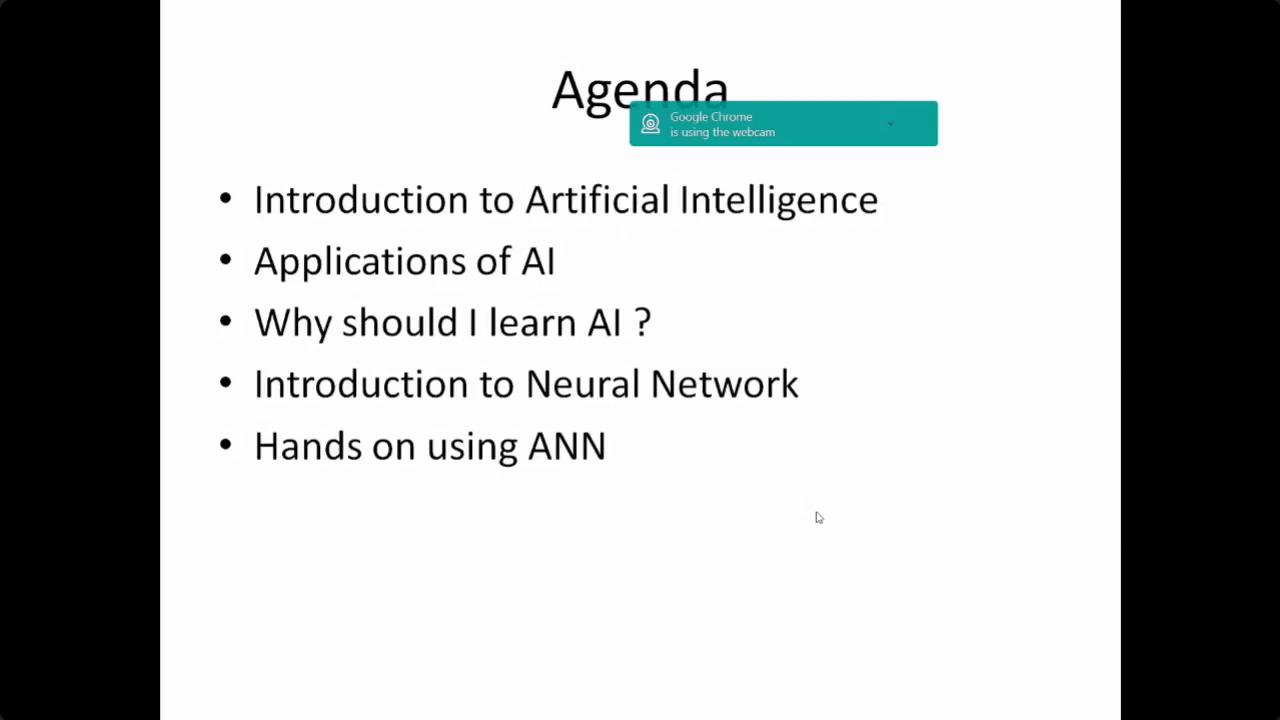 Agenda
Google Chrome
is using the webcam
• Introduction to Artificial Intelligence
• Applications of AI
• Why should I learn AI ?
• Introduction to Neural Network
• Hands on using ANN